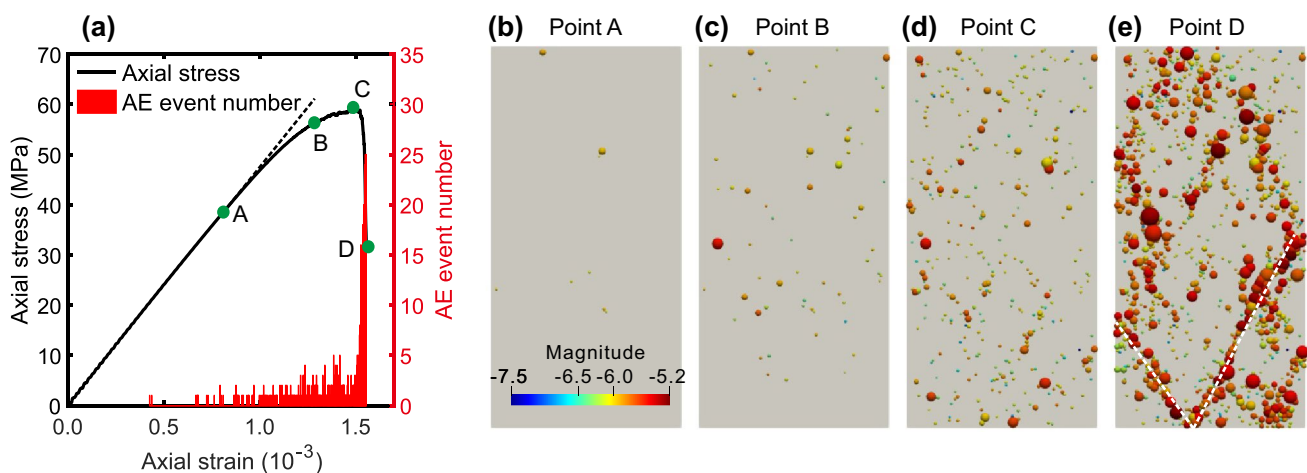 (a)
Axial stress
AE event number
Axial stress (MPa)
70
60
50
40
30
20
10
0
35
30
25
20
15
10
5
0
AE event number
A
B
C
D
0.0
0.5
1.0
1.5
Axial strain (10⁻³)
(b) Point A
Magnitude
-7.5 -6.5 -6.0 -5.2
(c) Point B
(d) Point C
(e) Point D